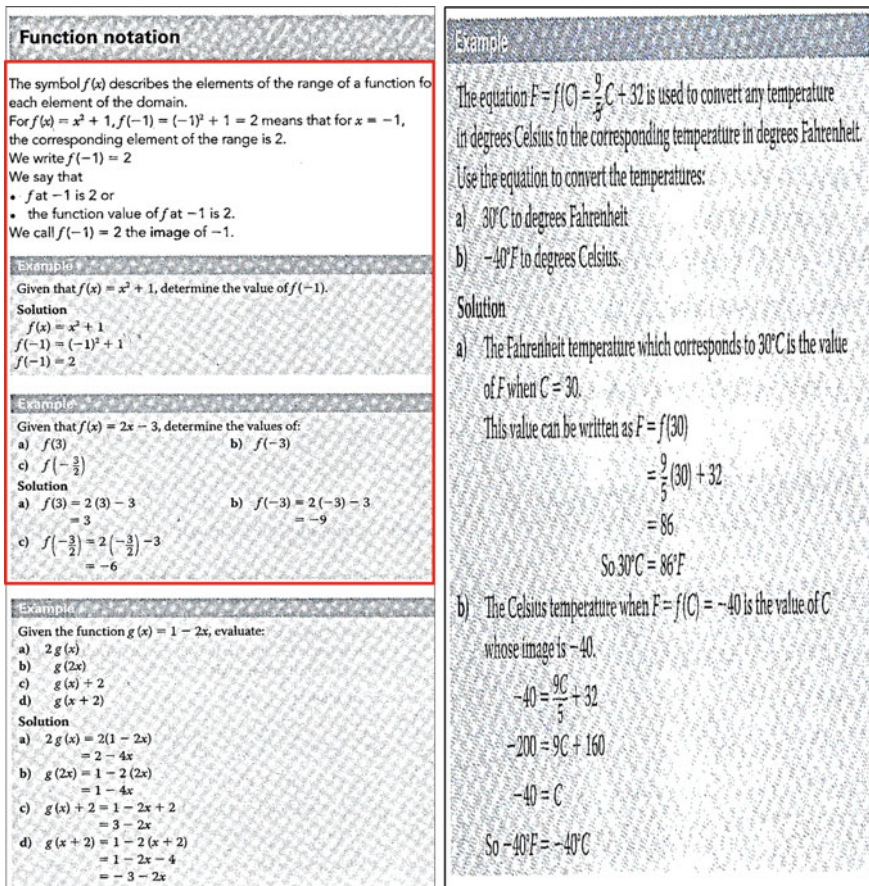 Function notation
The symbol f(x) describes the elements of the range of a function fo
each element of the domain.
For f(x) = x² + 1, f(−1) = (−1)² + 1 = 2 means that for x = −1,
the corresponding element of the range is 2.
We write f(−1) = 2
We say that
• f at −1 is 2 or
• the function value of f at −1 is 2.
We call f(−1) = 2 the image of −1.
Example
Given that f(x) = x² + 1, determine the value of f(−1).
Solution
f(x) = x² + 1
f(−1) = (−1)² + 1
f(−1) = 2
Example
Given that f(x) = 2x − 3, determine the values of:
a) f(3) b) f(−3)
c) f(−3/2)
Solution
a) f(3) = 2(3) − 3 b) f(−3) = 2(−3) − 3
= 3 = −9
c) f(−3/2) = 2(−3/2) −3
= −6
Example
Given the function g(x) = 1 − 2x, evaluate:
a) 2g(x)
b) g(2x)
c) g(x) + 2
d) g(x + 2)
Solution
a) 2g(x) = 2(1 − 2x)
= 2 − 4x
b) g(2x) = 1 − 2(2x)
= 1 − 4x
c) g(x) + 2 = 1 − 2x + 2
= 3 − 2x
d) g(x + 2) = 1 − 2(x + 2)
= 1 − 2x − 4
= − 3 − 2x
Example
The equation F = f(C) = 9/5 C + 32 is used to convert any temperature
in degrees Celsius to the corresponding temperature in degrees Fahrenheit.
Use the equation to convert the temperatures:
a) 30°C to degrees Fahrenheit
b) −40°F to degrees Celsius.
Solution
a) The Fahrenheit temperature which corresponds to 30°C is the value
of F when C = 30.
This value can be written as F = f(30)
= 9/5 (30) + 32
= 86
So 30°C = 86°F
b) The Celsius temperature when F = f(C) = −40 is the value of C
whose image is −40.
−40 = 9C/5 + 32
−200 = 9C + 160
−40 = C
So −40°F = −40°C